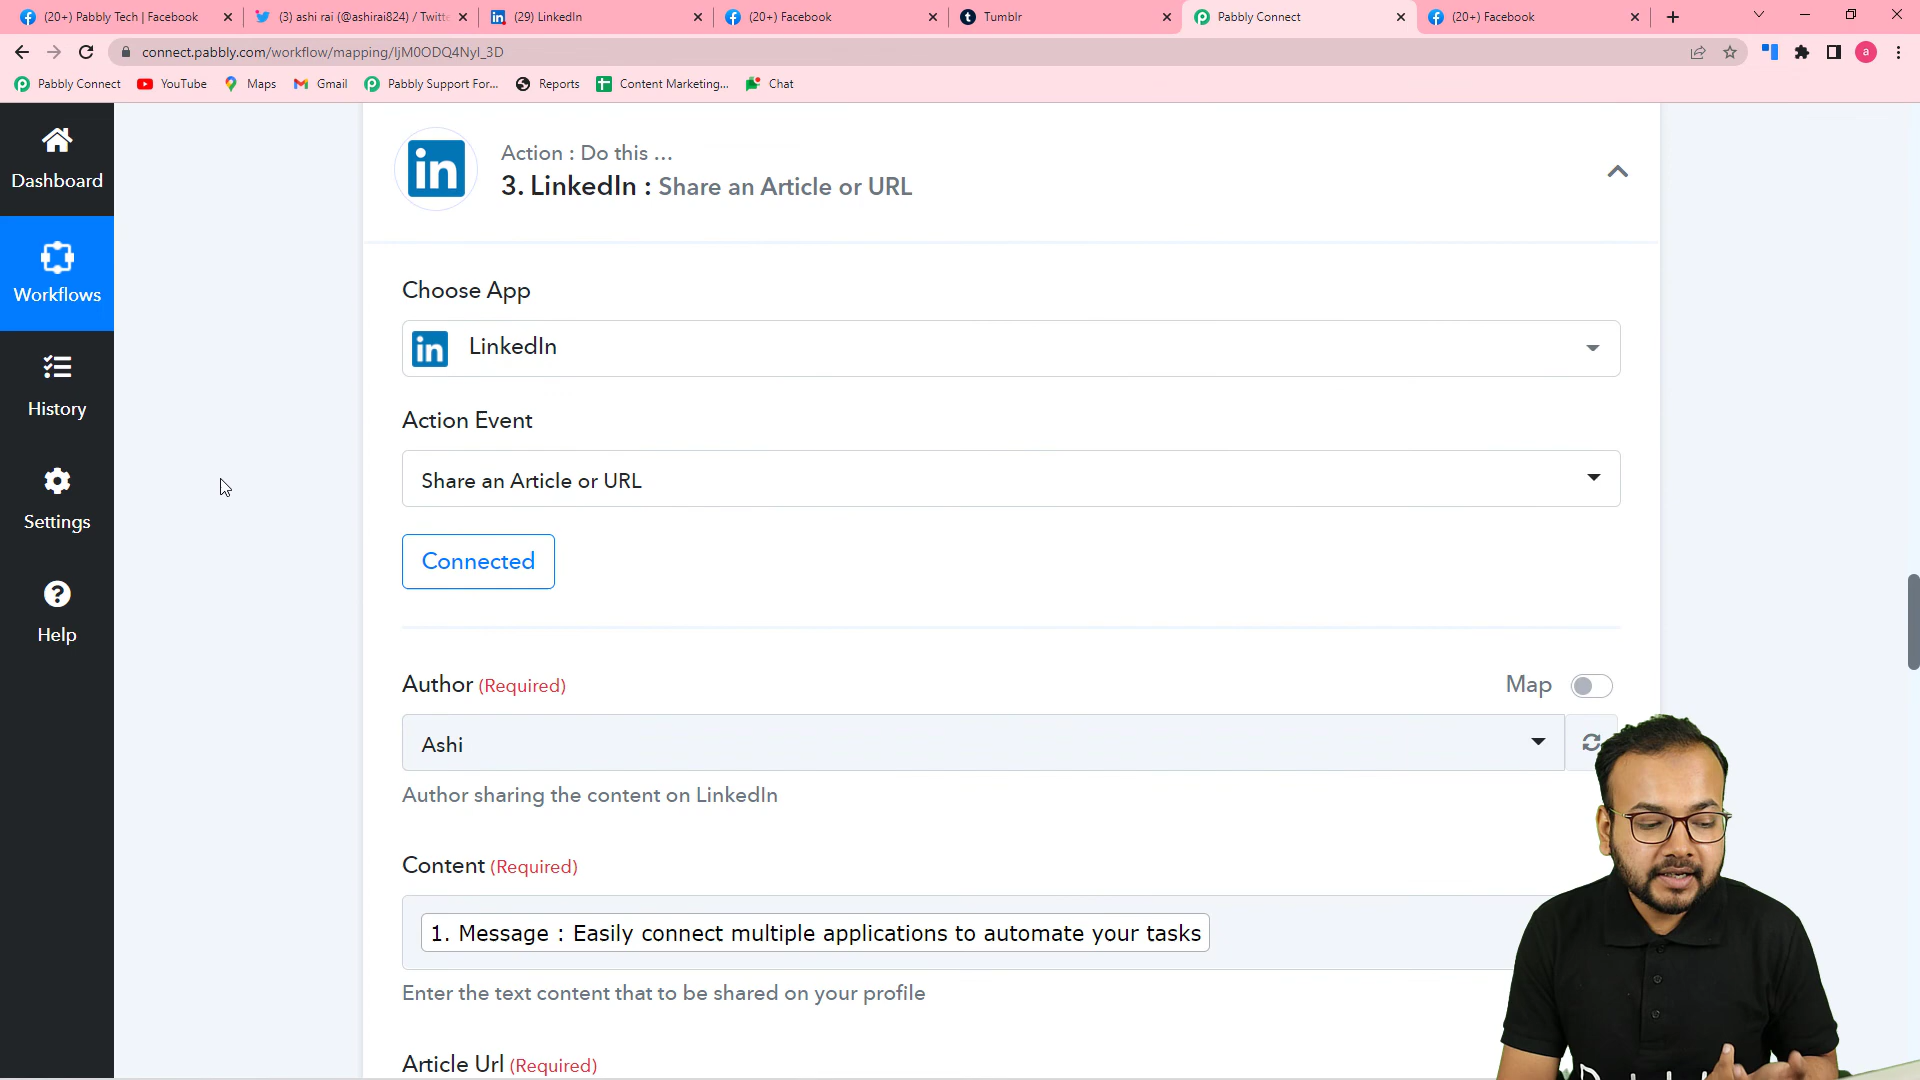 (20+) Pabbly Tech | Facebook
(3) ashi rai (@ashirai824) / Twitte
(29) LinkedIn
(20+) Facebook
Tumblr
Pabbly Connect
(20+) Facebook
connect.pabbly.com/workflow/mapping/IjM0ODQ4NyI_3D
a
Pabbly Connect
YouTube
Maps
Gmail
Pabbly Support For...
Reports
Content Marketing...
Chat
Dashboard
Workflows
History
Settings
Help
in
Action : Do this ...
3. LinkedIn : Share an Article or URL
Choose App
in LinkedIn
Action Event
Share an Article or URL
Connected
Author (Required)
Map
Ashi
Author sharing the content on LinkedIn
Content (Required)
1. Message : Easily connect multiple applications to automate your tasks
Enter the text content that to be shared on your profile
Article Url (Required)